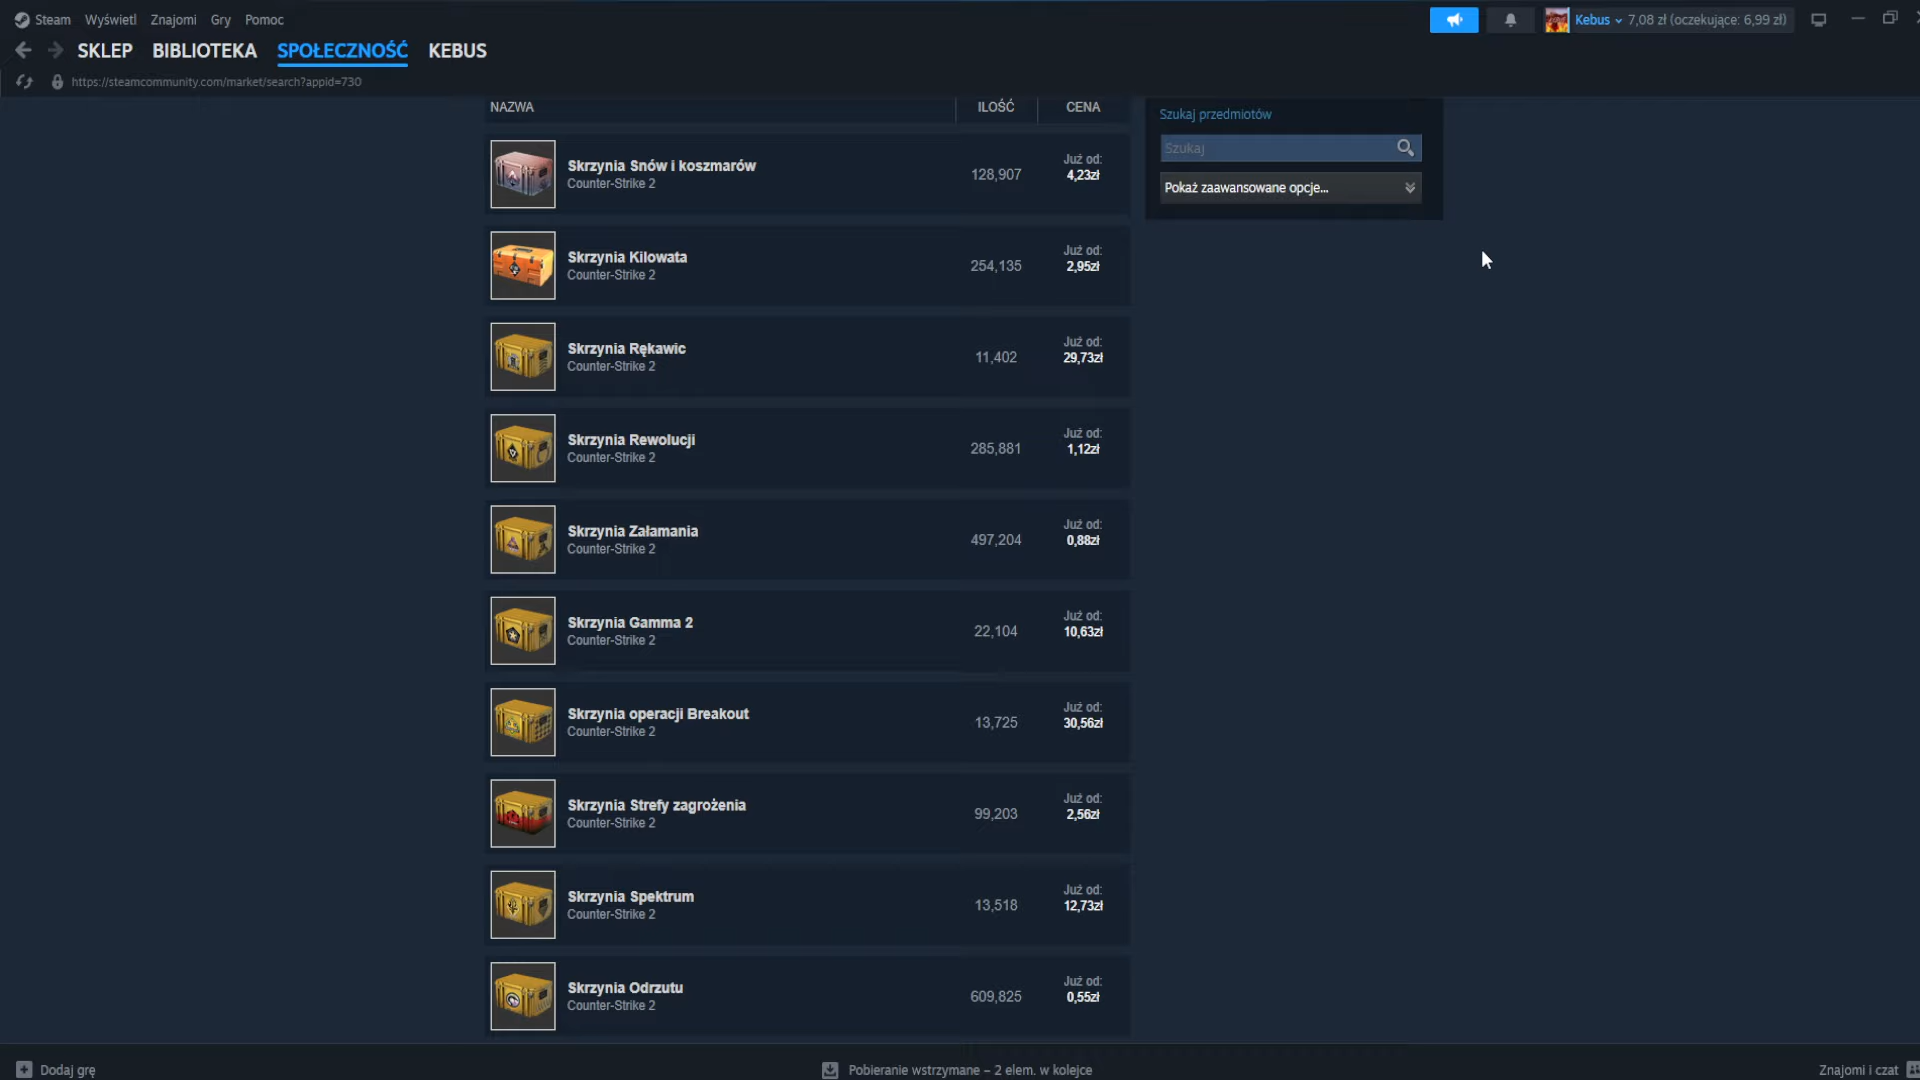 Steam Wyświetl Znajomi Gry Pomoc
Kebus 7,08 zł (oczekujące: 6,99 zł)
SKLEP BIBLIOTEKA SPOŁECZNOŚĆ KEBUS
https://steamcommunity.com/market/search?appid=730
NAZWA ILOŚĆ CENA
Skrzynia Snów i koszmarów
Counter-Strike 2
128,907
Już od:
4,23zł
Skrzynia Kilowata
Counter-Strike 2
254,135
Już od:
2,95zł
Skrzynia Rękawic
Counter-Strike 2
11,402
Już od:
29,73zł
Skrzynia Rewolucji
Counter-Strike 2
285,881
Już od:
1,12zł
Skrzynia Załamania
Counter-Strike 2
497,204
Już od:
0,88zł
Skrzynia Gamma 2
Counter-Strike 2
22,104
Już od:
10,63zł
Skrzynia operacji Breakout
Counter-Strike 2
13,725
Już od:
30,56zł
Skrzynia Strefy zagrożenia
Counter-Strike 2
99,203
Już od:
2,56zł
Skrzynia Spektrum
Counter-Strike 2
13,518
Już od:
12,73zł
Skrzynia Odrzutu
Counter-Strike 2
609,825
Już od:
0,55zł
Szukaj przedmiotów
Szukaj
Pokaż zaawansowane opcje...
Dodaj grę
Pobieranie wstrzymane – 2 elem. w kolejce
Znajomi i czat